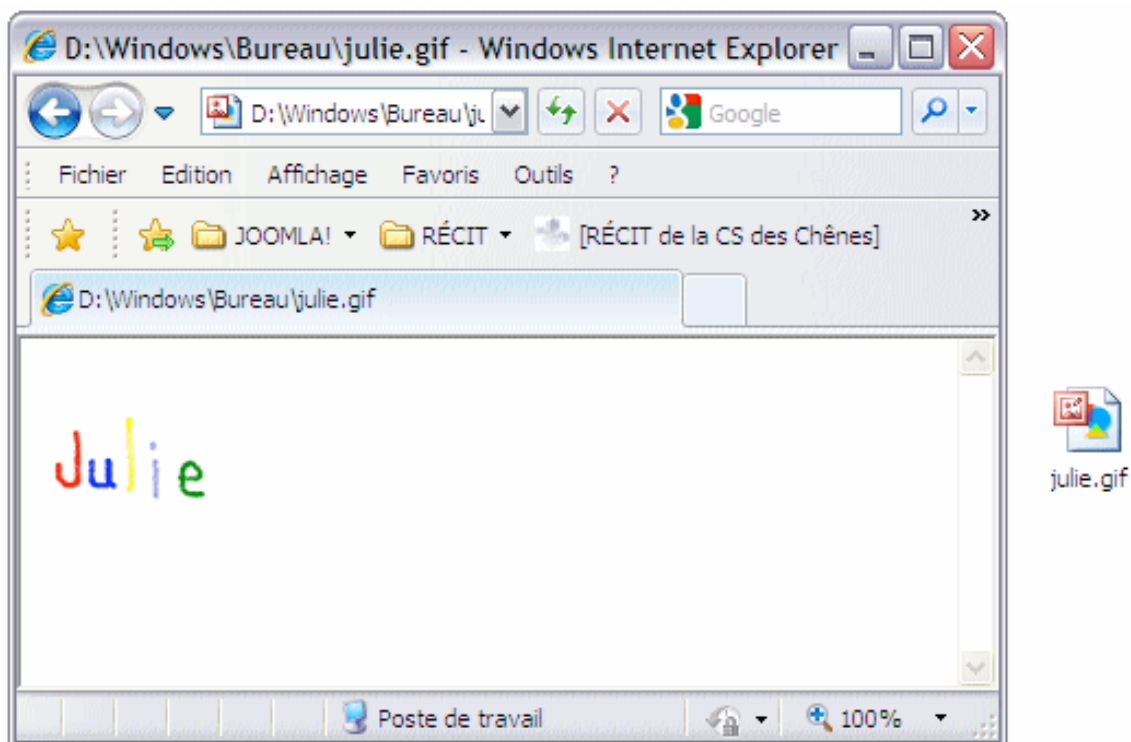 D:\Windows\Bureau\julie.gif - Windows Internet Explorer
D:\Windows\Bureau\ju
Google
Fichier Edition Affichage Favoris Outils ?
JOOMLA! RÉCIT [RÉCIT de la CS des Chênes] »
D:\Windows\Bureau\julie.gif
Julie
julie.gif
Poste de travail 100%